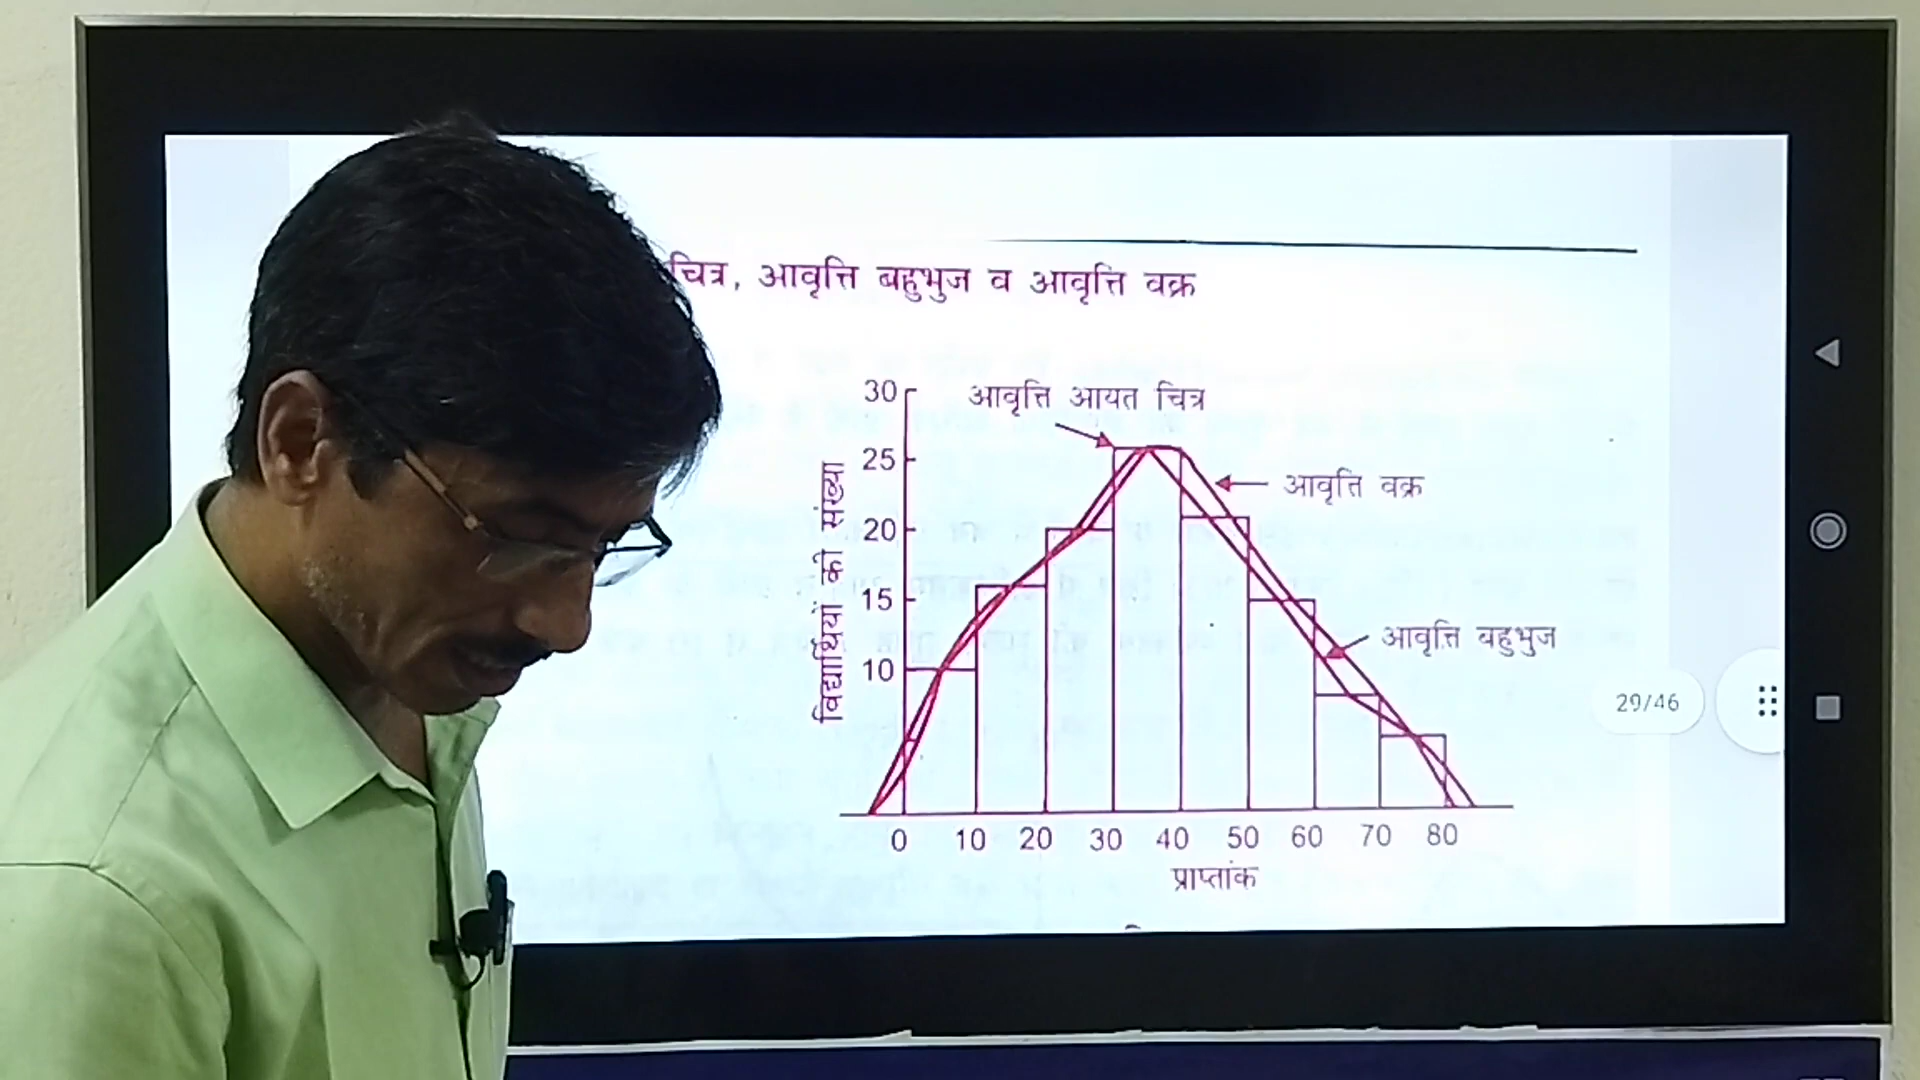 चित्र, आवृत्ति बहुभुज व आवृत्ति वक्र
30
आवृत्ति आयत चित्र
25
आवृत्ति वक्र
20
15
आवृत्ति बहुभुज
10
विद्यार्थियों की संख्या
29/46
0 10 20 30 40 50 60 70 80
प्राप्तांक